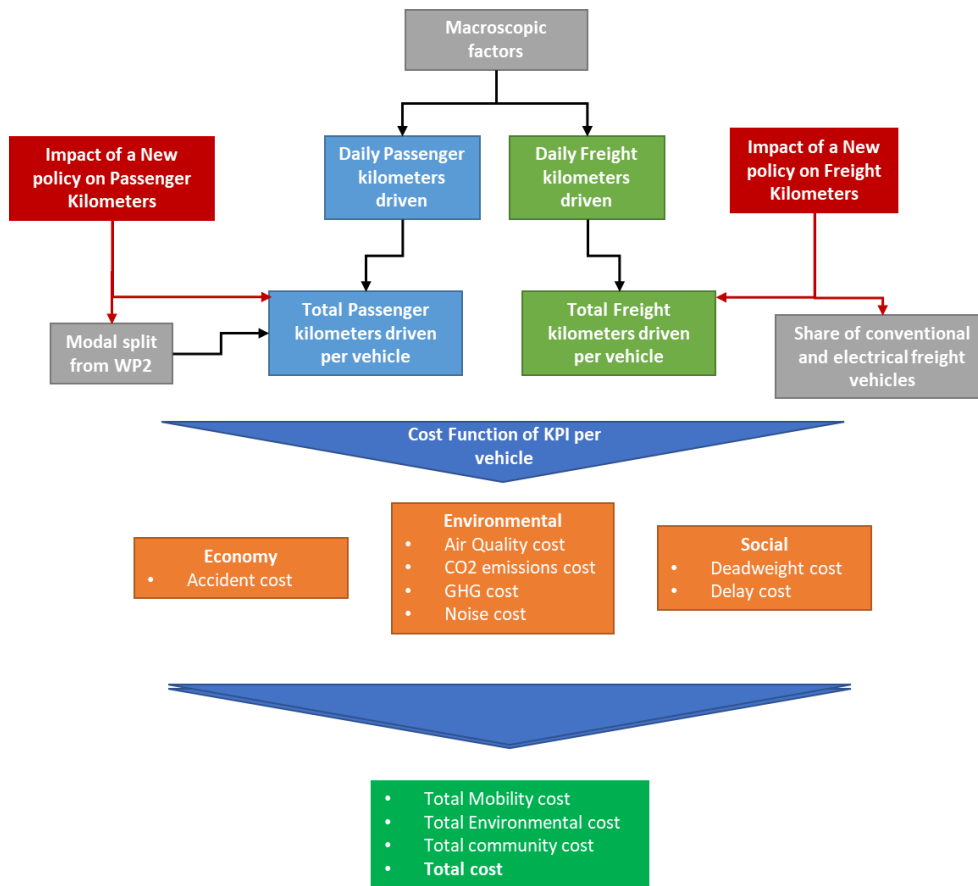 Macroscopic
factors
Impact of a New
policy on Passenger
Kilometers
Daily Passenger
kilometers
driven
Daily Freight
kilometers
driven
Impact of a New
policy on Freight
Kilometers
Modal split
from WP2
Total Passenger
kilometers driven
per vehicle
Total Freight
kilometers driven
per vehicle
Share of conventional
and electrical freight
vehicles
Cost Function of KPI per
vehicle
Economy
• Accident cost
Environmental
• Air Quality cost
• CO2 emissions cost
• GHG cost
• Noise cost
Social
• Deadweight cost
• Delay cost
• Total Mobility cost
• Total Environmental cost
• Total community cost
• Total cost